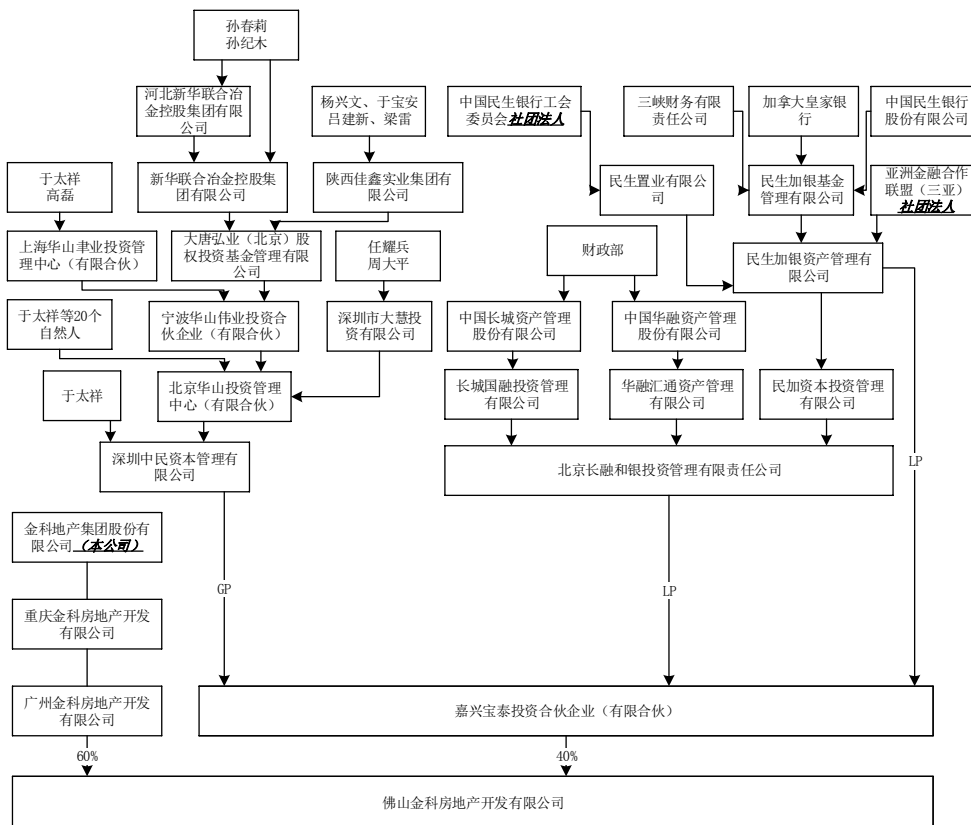 孙春莉
孙纪木
河北新华联合冶
金控股集团有限
公司
杨兴文、于宝安
吕建新、梁雷
中国民生银行工会
委员会社团法人
三峡财务有限
责任公司
加拿大皇家银
行
中国民生银行
股份有限公司
于太祥
高磊
新华联合冶金控股集
团有限公司
陕西佳鑫实业集团有
限公司
民生置业有限公
司
民生加银基金
管理有限公司
亚洲金融合作
联盟（三亚）
社团法人
上海华山聿业投资管
理中心（有限合伙）
大唐弘业（北京）股
权投资基金管理有限
公司
任耀兵
周大平
财政部
民生加银资产管理有
限公司
于太祥等20个
自然人
宁波华山伟业投资合
伙企业（有限合伙）
深圳市大慧投
资有限公司
中国长城资产管理
股份有限公司
中国华融资产管理
股份有限公司
于太祥
北京华山投资管理
中心（有限合伙）
长城国融投资管理
有限公司
华融汇通资产管理
有限公司
民加资本投资管理
有限公司
深圳中民资本管理有
限公司
北京长融和银投资管理有限责任公司
LP
金科地产集团股份有
限公司（本公司）
GP
LP
重庆金科房地产开发
有限公司
广州金科房地产开发
有限公司
嘉兴宝泰投资合伙企业（有限合伙）
60%
40%
佛山金科房地产开发有限公司